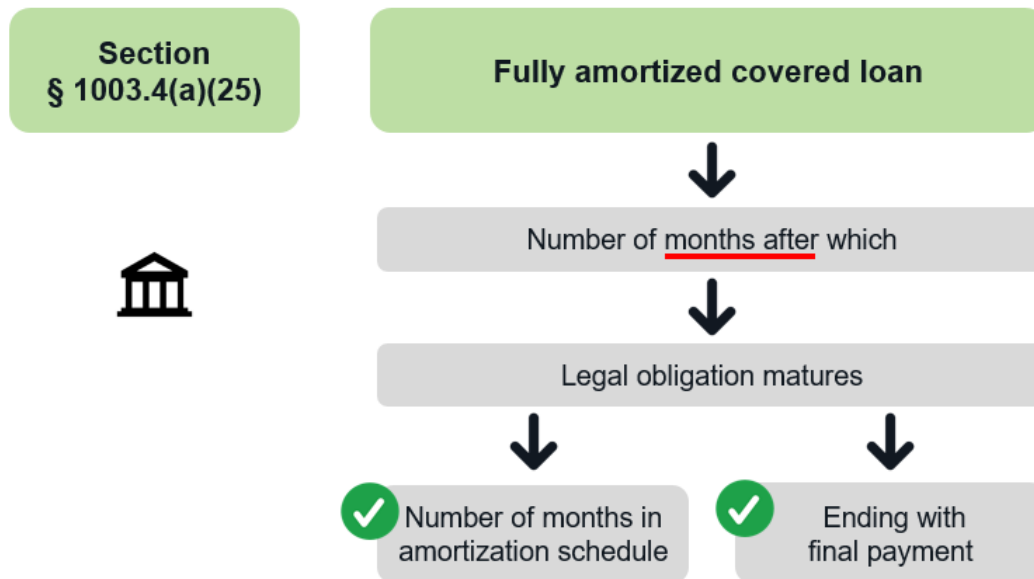 Section
§ 1003.4(a)(25)
Fully amortized covered loan
Number of months after which
Legal obligation matures
Number of months in
amortization schedule
Ending with
final payment